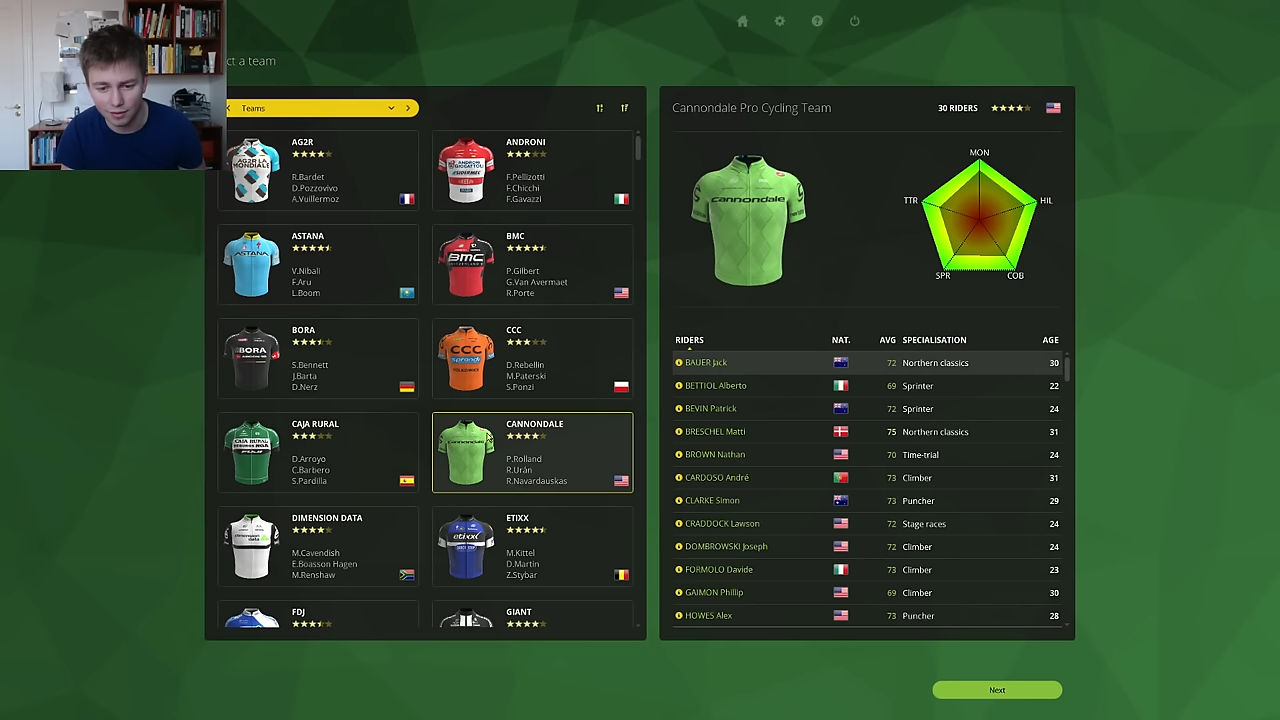 ct a team
Teams
AG2R
R.Bardet
D.Pozzovivo
A.Vuillermoz
ANDRONI
F.Pellizotti
F.Chicchi
F.Gavazzi
ASTANA
V.Nibali
F.Aru
L.Boom
BMC
P.Gilbert
G.Van Avermaet
R.Porte
BORA
S.Bennett
J.Barta
D.Nerz
CCC
D.Rebellin
M.Paterski
S.Ponzi
CAJA RURAL
D.Arroyo
C.Barbero
S.Pardilla
CANNONDALE
P.Rolland
R.Urán
R.Navardauskas
DIMENSION DATA
M.Cavendish
E.Boasson Hagen
M.Renshaw
ETIXX
M.Kittel
D.Martin
Z.Stybar
FDJ
GIANT
Cannondale Pro Cycling Team 30 RIDERS
cannondale
MON
TTR HIL
SPR COB
RIDERS NAT. AVG SPECIALISATION AGE
BAUER Jack 72 Northern classics 30
BETTIOL Alberto 69 Sprinter 22
BEVIN Patrick 72 Sprinter 24
BRESCHEL Matti 75 Northern classics 31
BROWN Nathan 70 Time-trial 24
CARDOSO André 73 Climber 31
CLARKE Simon 73 Puncher 29
CRADDOCK Lawson 72 Stage races 24
DOMBROWSKI Joseph 72 Climber 24
FORMOLO Davide 73 Climber 23
GAIMON Phillip 69 Climber 30
HOWES Alex 73 Puncher 28
Next